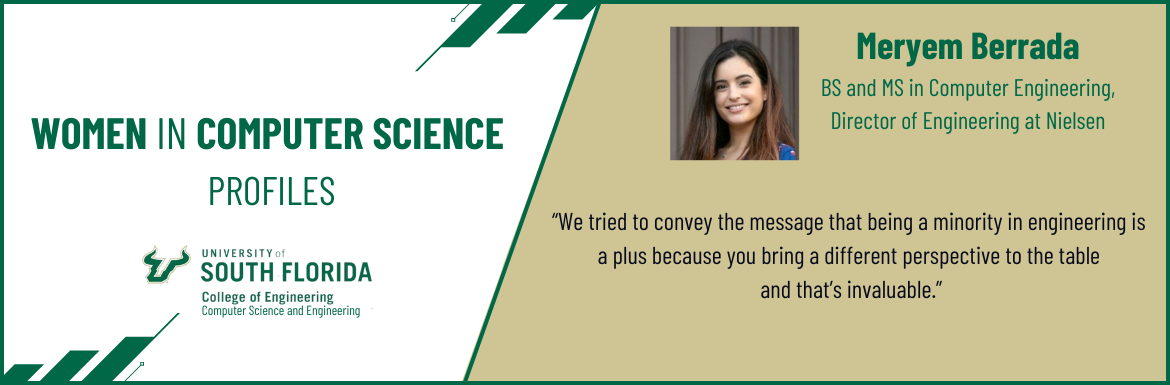 WOMEN IN COMPUTER SCIENCE
PROFILES
UNIVERSITY of
SOUTH FLORIDA
College of Engineering
Computer Science and Engineering
Meryem Berrada
BS and MS in Computer Engineering,
Director of Engineering at Nielsen
“We tried to convey the message that being a minority in engineering is
a plus because you bring a different perspective to the table
and that’s invaluable.”